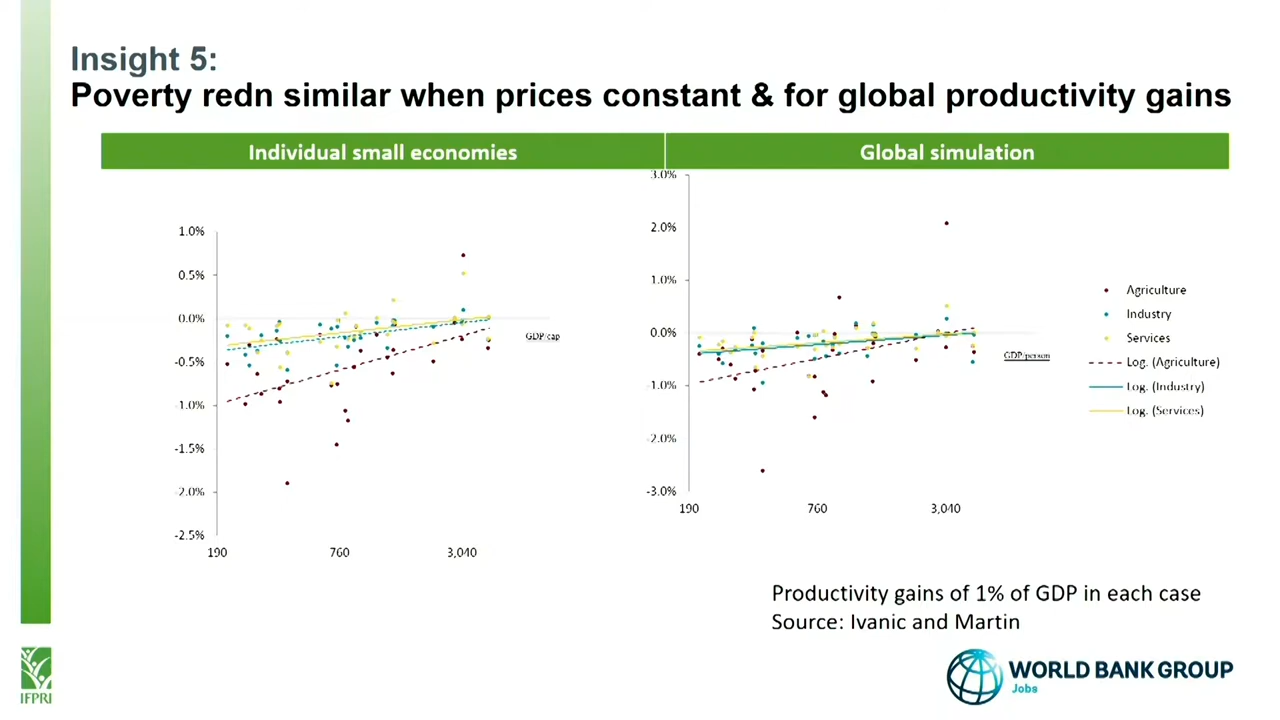 Insight 5:
Poverty redn similar when prices constant & for global productivity gains
Individual small economies
Global simulation
1.0%
0.5%
0.0%
-0.5%
-1.0%
-1.5%
-2.0%
-2.5%
190
760
3,040
GDP/cap
3.0%
2.0%
1.0%
0.0%
-1.0%
-2.0%
-3.0%
190
760
3,040
GDP/person
Agriculture
Industry
Services
Log. (Agriculture)
Log. (Industry)
Log. (Services)
Productivity gains of 1% of GDP in each case
Source: Ivanic and Martin
IFPRI
WORLD BANK GROUP
Jobs